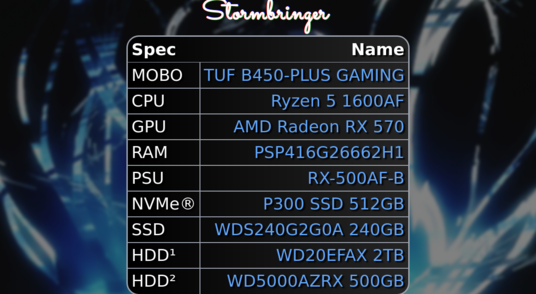 Stormbringer
Spec Name
MOBO TUF B450-PLUS GAMING
CPU Ryzen 5 1600AF
GPU AMD Radeon RX 570
RAM PSP416G26662H1
PSU RX-500AF-B
NVMe® P300 SSD 512GB
SSD WDS240G2G0A 240GB
HDD¹ WD20EFAX 2TB
HDD² WD5000AZRX 500GB